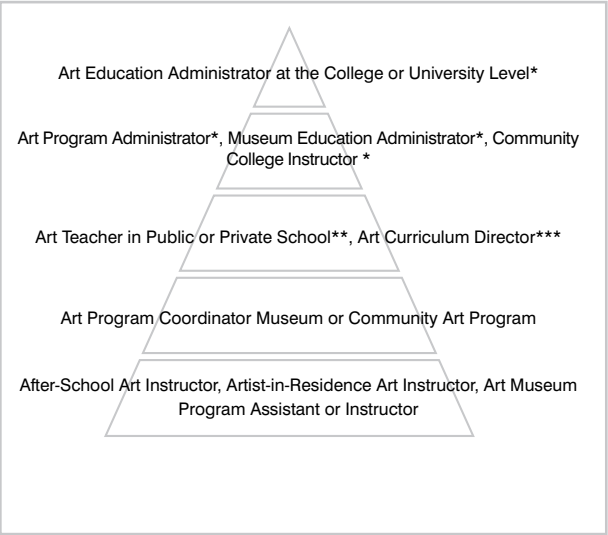 Art Education Administrator at the College or University Level*
Art Program Administrator*, Museum Education Administrator*, Community
College Instructor *
Art Teacher in Public or Private School**, Art Curriculum Director***
Art Program Coordinator Museum or Community Art Program
After-School Art Instructor, Artist-in-Residence Art Instructor, Art Museum
Program Assistant or Instructor